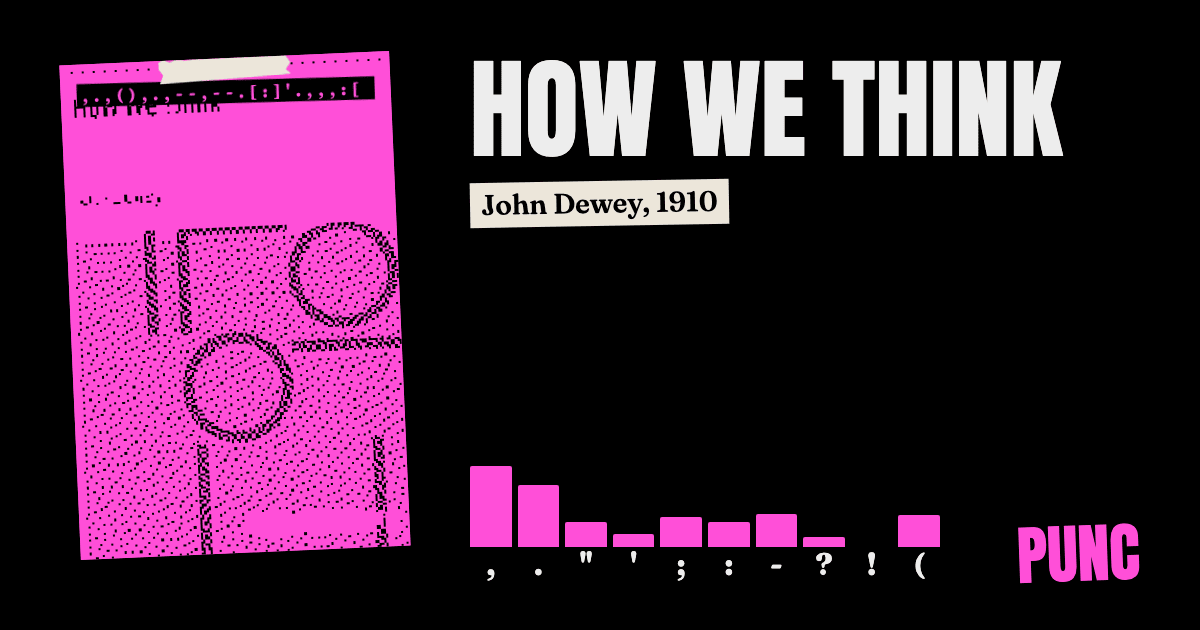 ,.,(),.,--,--.[:]'.,,,:[
HOW WE THINK
John Dewey, 1910
, . " ' ; : - ? ! (
PUNC